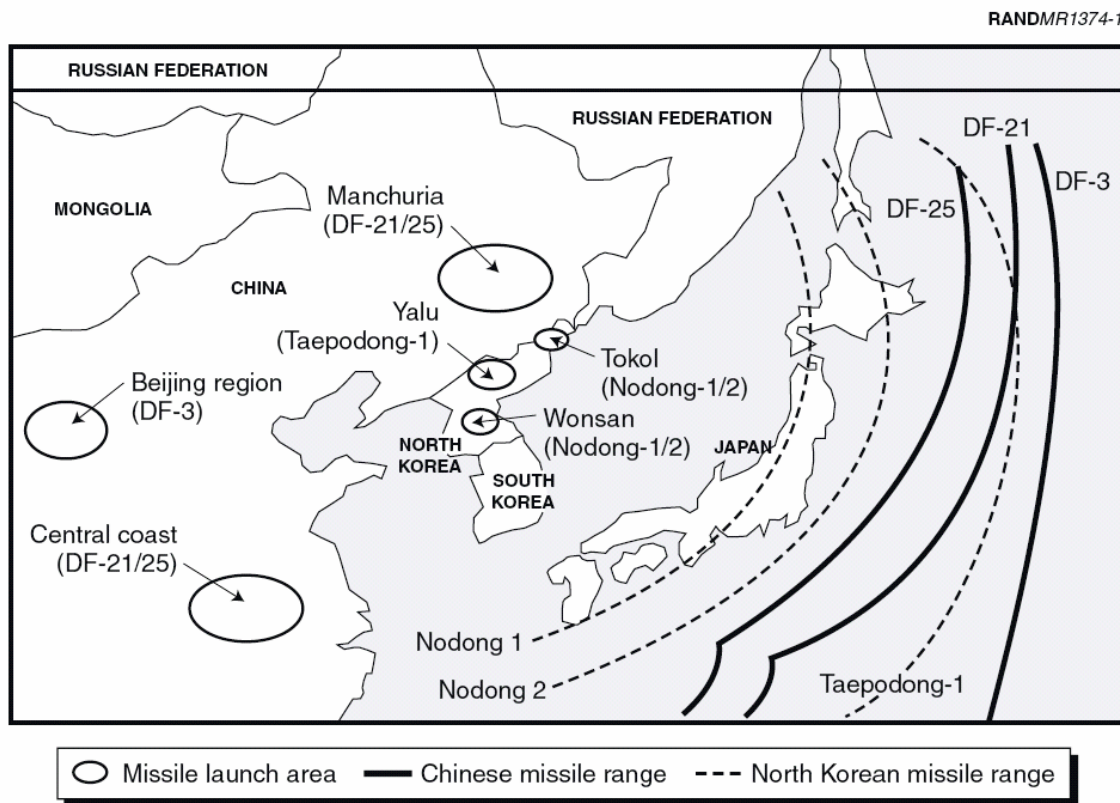 RANDMR1374-1
RUSSIAN FEDERATION
RUSSIAN FEDERATION
DF-21
DF-3
MONGOLIA
Manchuria
(DF-21/25)
DF-25
CHINA
Yalu
(Taepodong-1)
Tokol
(Nodong-1/2)
Beijing region
(DF-3)
Wonsan
(Nodong-1/2)
NORTH
KOREA
JAPAN
SOUTH
KOREA
Central coast
(DF-21/25)
Nodong 1
Nodong 2
Taepodong-1
Missile launch area
Chinese missile range
North Korean missile range